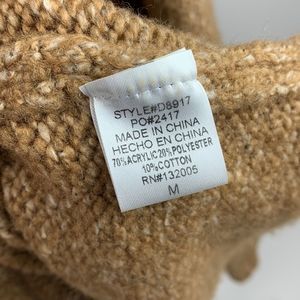 STYLE#D8917
PO#2417
MADE IN CHINA
HECHO EN CHINA
70%ACRYLIC 20%POLYESTER
10%COTTON
RN#132005
M